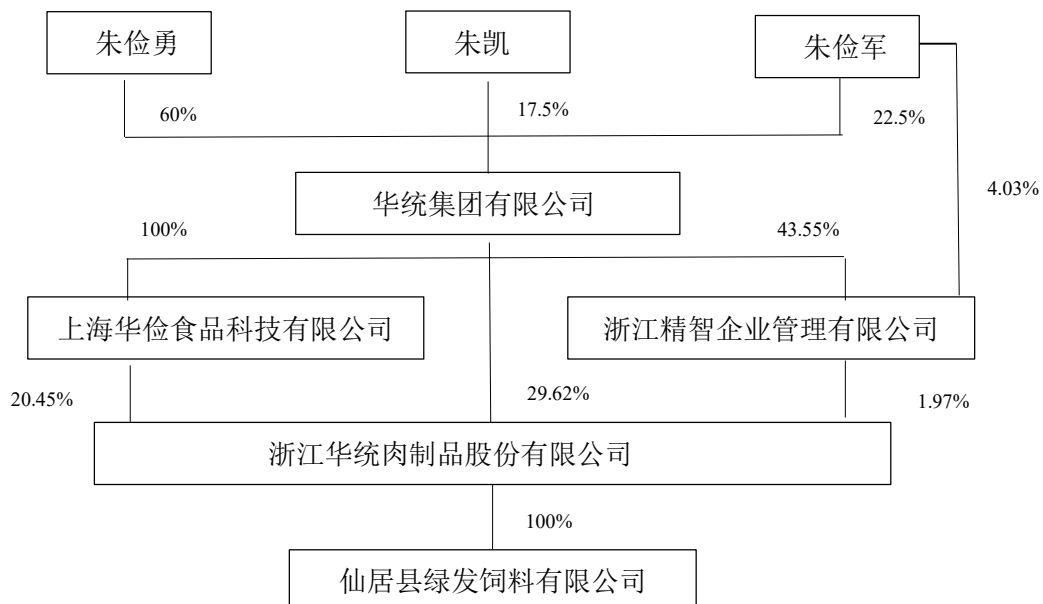 朱俭勇
朱凯
朱俭军
60%
17.5%
22.5%
4.03%
华统集团有限公司
100%
43.55%
上海华俭食品科技有限公司
浙江精智企业管理有限公司
20.45%
29.62%
1.97%
浙江华统肉制品股份有限公司
100%
仙居县绿发饲料有限公司